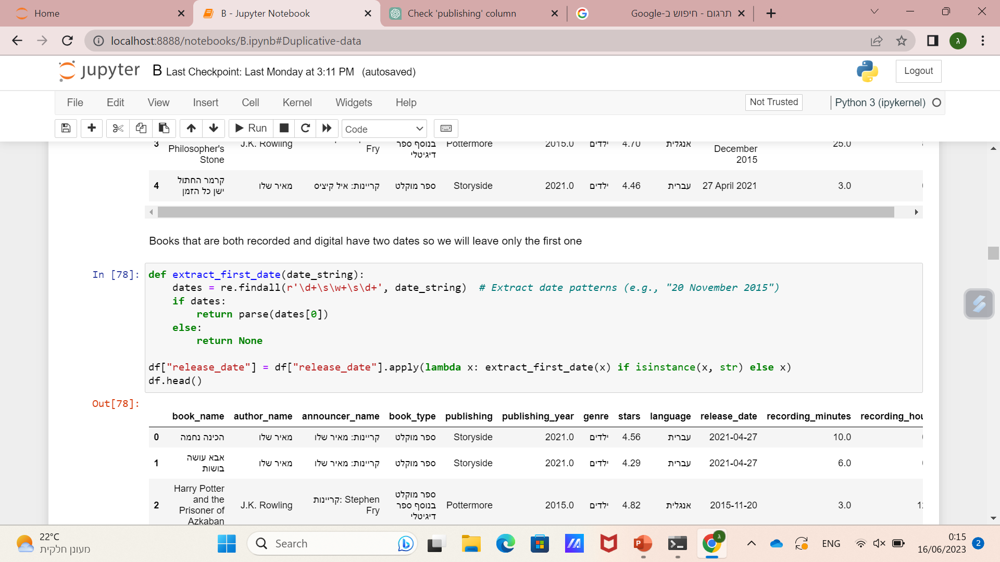 Home
B - Jupyter Notebook
Check 'publishing' column
תרגום - חיפוש ב-Google
localhost:8888/notebooks/B.ipynb#Duplicative-data
ג
jupyter B Last Checkpoint: Last Monday at 3:11 PM (autosaved)
Logout
File Edit View Insert Cell Kernel Widgets Help
Not Trusted
Python 3 (ipykernel)
Run
Code
3 Philosopher's Stone J.K. Rowling Fry בנוסף ספר דיגיטלי Pottermore 2015.0 ילדים 4.70 אנגלית December 2015 25.0
4 קרמר החתול ישן כל הזמן מאיר שלו קריינות: איל קיציס ספר מוקלט Storyside 2021.0 ילדים 4.46 עברית 27 April 2021 3.0
Books that are both recorded and digital have two dates so we will leave only the first one
In [78]:
def extract_first_date(date_string):
    dates = re.findall(r'\d+\s\w+\s\d+', date_string)  # Extract date patterns (e.g., "20 November 2015")
    if dates:
        return parse(dates[0])
    else:
        return None
df["release_date"] = df["release_date"].apply(lambda x: extract_first_date(x) if isinstance(x, str) else x)
df.head()
Out[78]:
book_name author_name announcer_name book_type publishing publishing_year genre stars language release_date recording_minutes recording_hou
0 הכינה נחמה מאיר שלו קריינות: מאיר שלו ספר מוקלט Storyside 2021.0 ילדים 4.56 עברית 2021-04-27 10.0
1 אבא עושה בושות מאיר שלו קריינות: מאיר שלו ספר מוקלט Storyside 2021.0 ילדים 4.29 עברית 2021-04-27 6.0
2 Harry Potter and the Prisoner of Azkaban J.K. Rowling קריינות: Stephen Fry ספר מוקלט בנוסף ספר דיגיטלי Pottermore 2015.0 ילדים 4.82 אנגלית 2015-11-20 3.0
22°C
מעונן חלקית
Search
ENG
0:15
16/06/2023
2